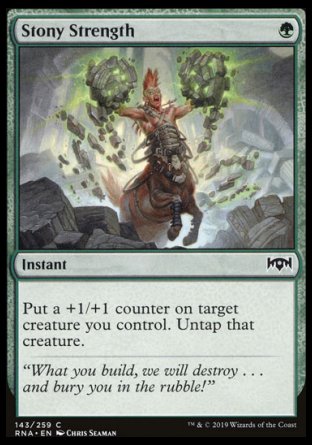 Stony Strength
Instant
Put a +1/+1 counter on target
creature you control. Untap that
creature.
“What you build, we will destroy . . .
and bury you in the rubble!”
143/259 C
RNA • EN Chris Seaman
™ & © 2019 Wizards of the Coast